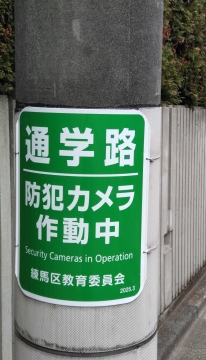 通学路
防犯カメラ
作動中
Security Cameras in Operation
練馬区教育委員会
2025.3